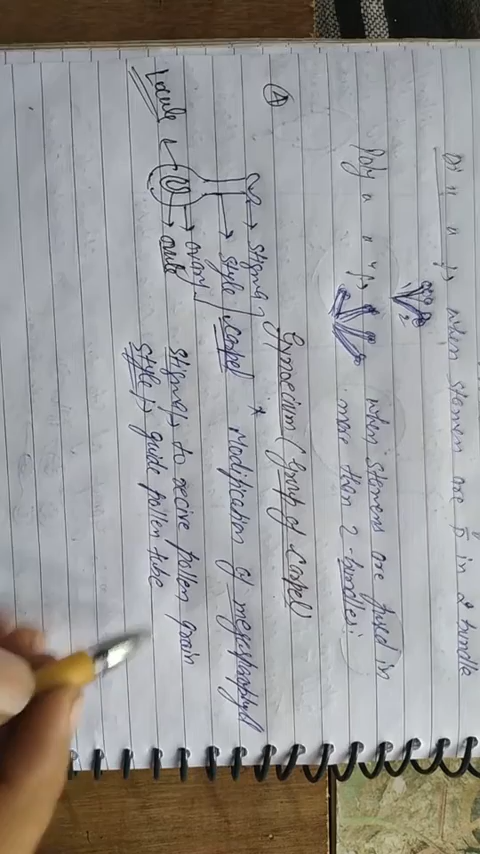 Di " " " → when stamen are in 2 bundle
Poly " " " → when stamens are fused in
more than 2 bundles.
④ Gynoecium (Group of Carpel)
→ stigma
→ style
→ ovary
→ ovule
Locule
Carpel * Modification of megasporophyll
Stigma → to recive pollen grain
Style → guide pollen tube